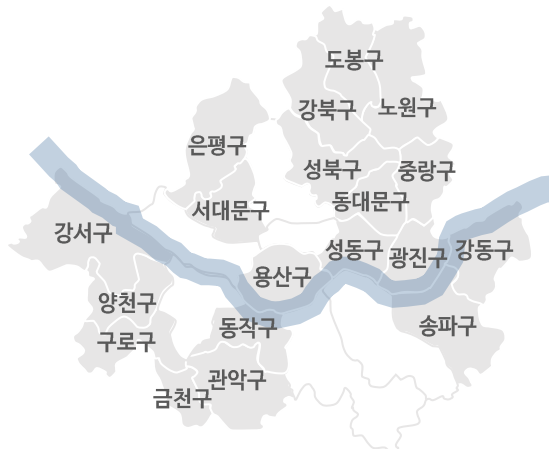 도봉구
강북구
노원구
은평구
성북구
중랑구
서대문구
동대문구
강서구
성동구
광진구
강동구
용산구
양천구
동작구
송파구
구로구
관악구
금천구